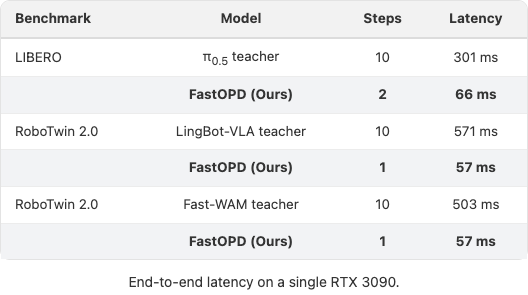 Benchmark Model Steps Latency
LIBERO π0.5 teacher 10 301 ms
FastOPD (Ours) 2 66 ms
RoboTwin 2.0 LingBot-VLA teacher 10 571 ms
FastOPD (Ours) 1 57 ms
RoboTwin 2.0 Fast-WAM teacher 10 503 ms
FastOPD (Ours) 1 57 ms
End-to-end latency on a single RTX 3090.